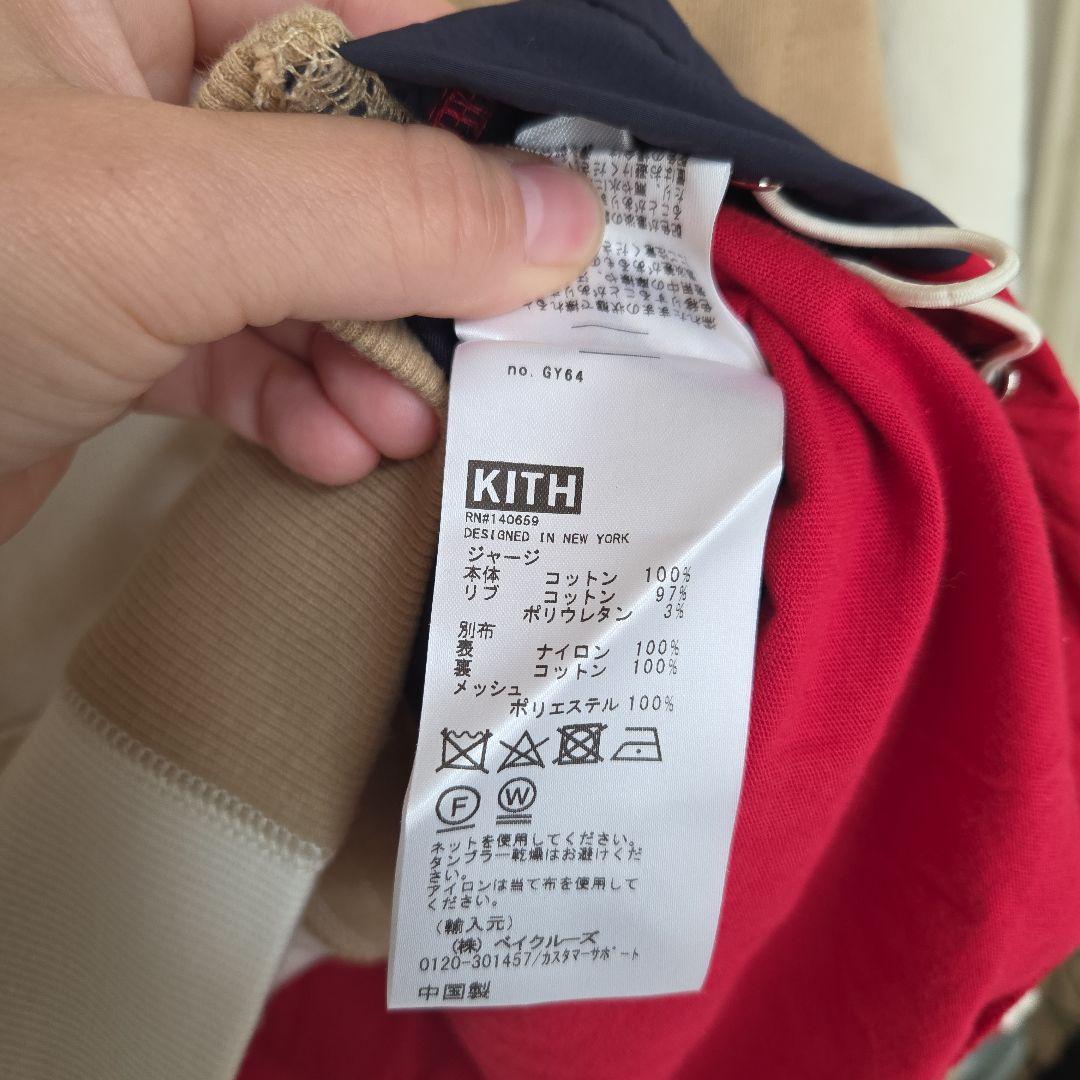 no. GY64
KITH
RN#140659
DESIGNED IN NEW YORK
ジャージ
本体 コットン 100%
リブ コットン 97%
ポリウレタン 3%
別布
表 ナイロン 100%
裏 コットン 100%
メッシュ
ポリエステル 100%
F W
ネットを使用してください。
タンブラー乾燥はお避けくだ
さい。
アイロンは当て布を使用して
ください。
(輸入元)
(株) ベイクルーズ
0120-301457/カスタマーサポート
中国製